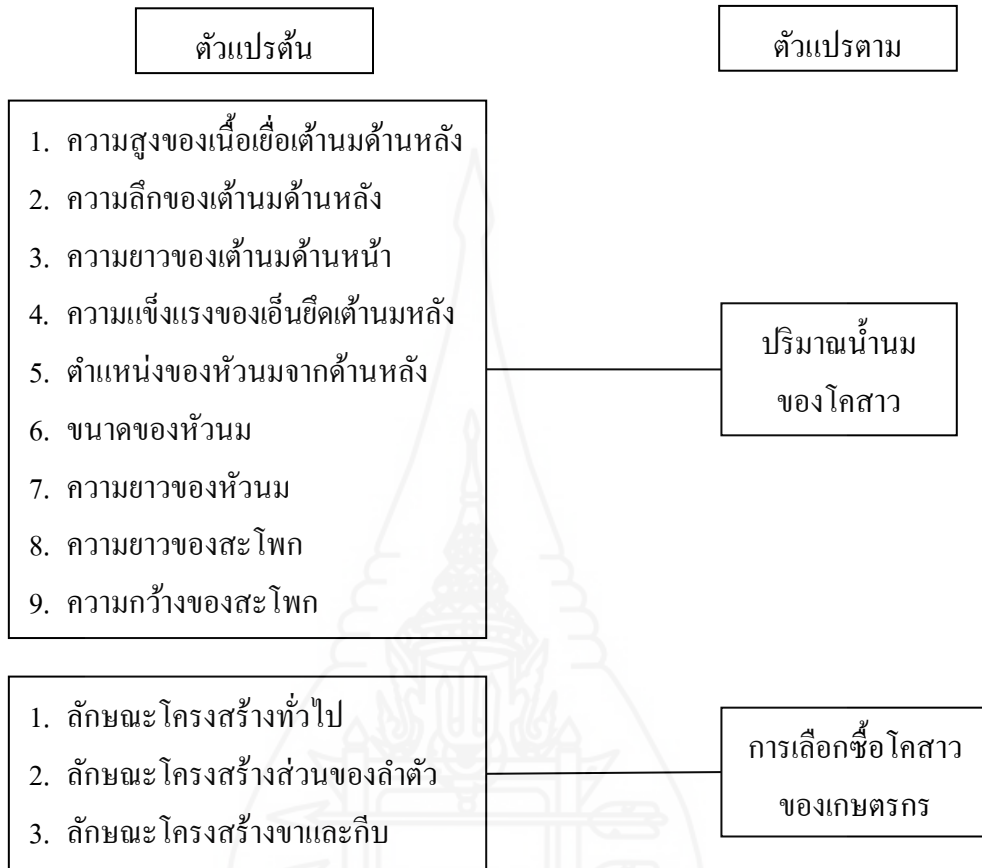 ตัวแปรต้น
ตัวแปรตาม
1. ความสูงของเนื้อเยื่อเต้านมด้านหลัง
2. ความลึกของเต้านมด้านหลัง
3. ความยาวของเต้านมด้านหน้า
4. ความแข็งแรงของเอ็นยึดเต้านมหลัง
5. ตำแหน่งของหัวนมจากด้านหลัง
6. ขนาดของหัวนม
7. ความยาวของหัวนม
8. ความยาวของสะโพก
9. ความกว้างของสะโพก
ปริมาณน้ำนม
ของโคสาว
1. ลักษณะโครงสร้างทั่วไป
2. ลักษณะโครงสร้างส่วนของลำตัว
3. ลักษณะโครงสร้างขาและกีบ
การเลือกซื้อโคสาว
ของเกษตรกร